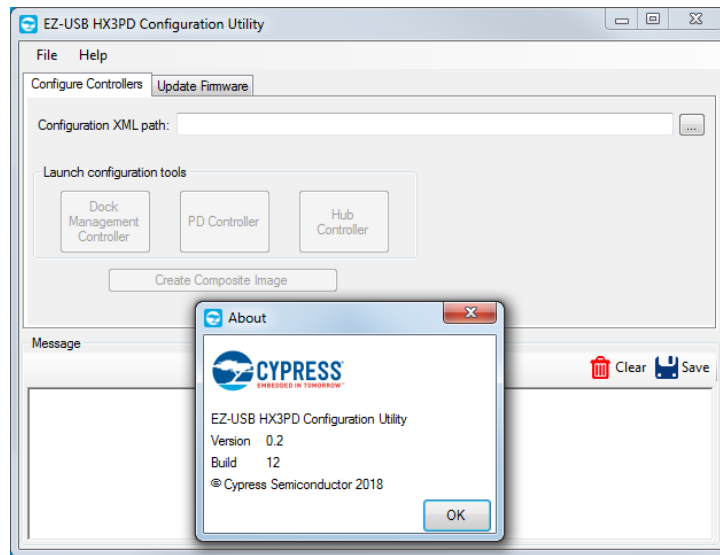 EZ-USB HX3PD Configuration Utility
File Help
Configure Controllers Update Firmware
Configuration XML path: ...
Launch configuration tools
Dock
Management
Controller
PD Controller
Hub
Controller
Create Composite Image
Message
Clear Save
About
CYPRESS
EMBEDDED IN TOMORROW™
EZ-USB HX3PD Configuration Utility
Version 0.2
Build 12
© Cypress Semiconductor 2018
OK